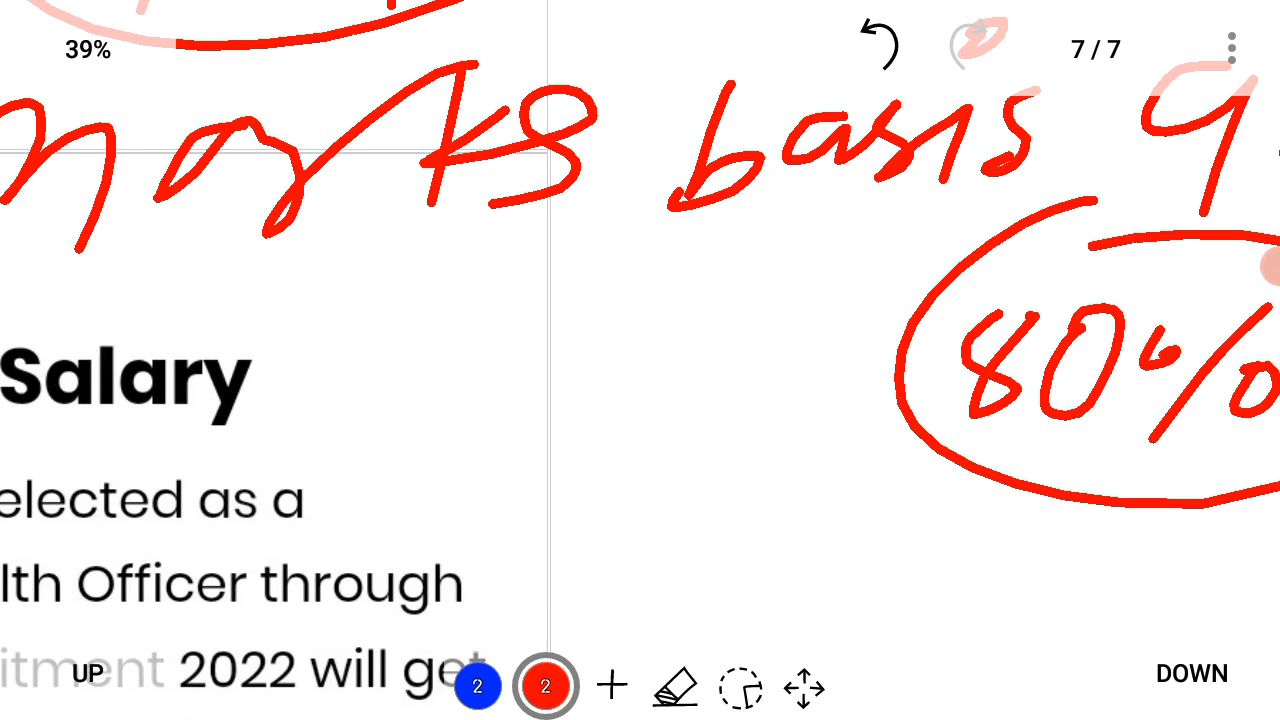 39%
7 / 7
marks basis
80%
Salary
elected as a
lth Officer through
itment 2022 will get
UP
2
2
DOWN